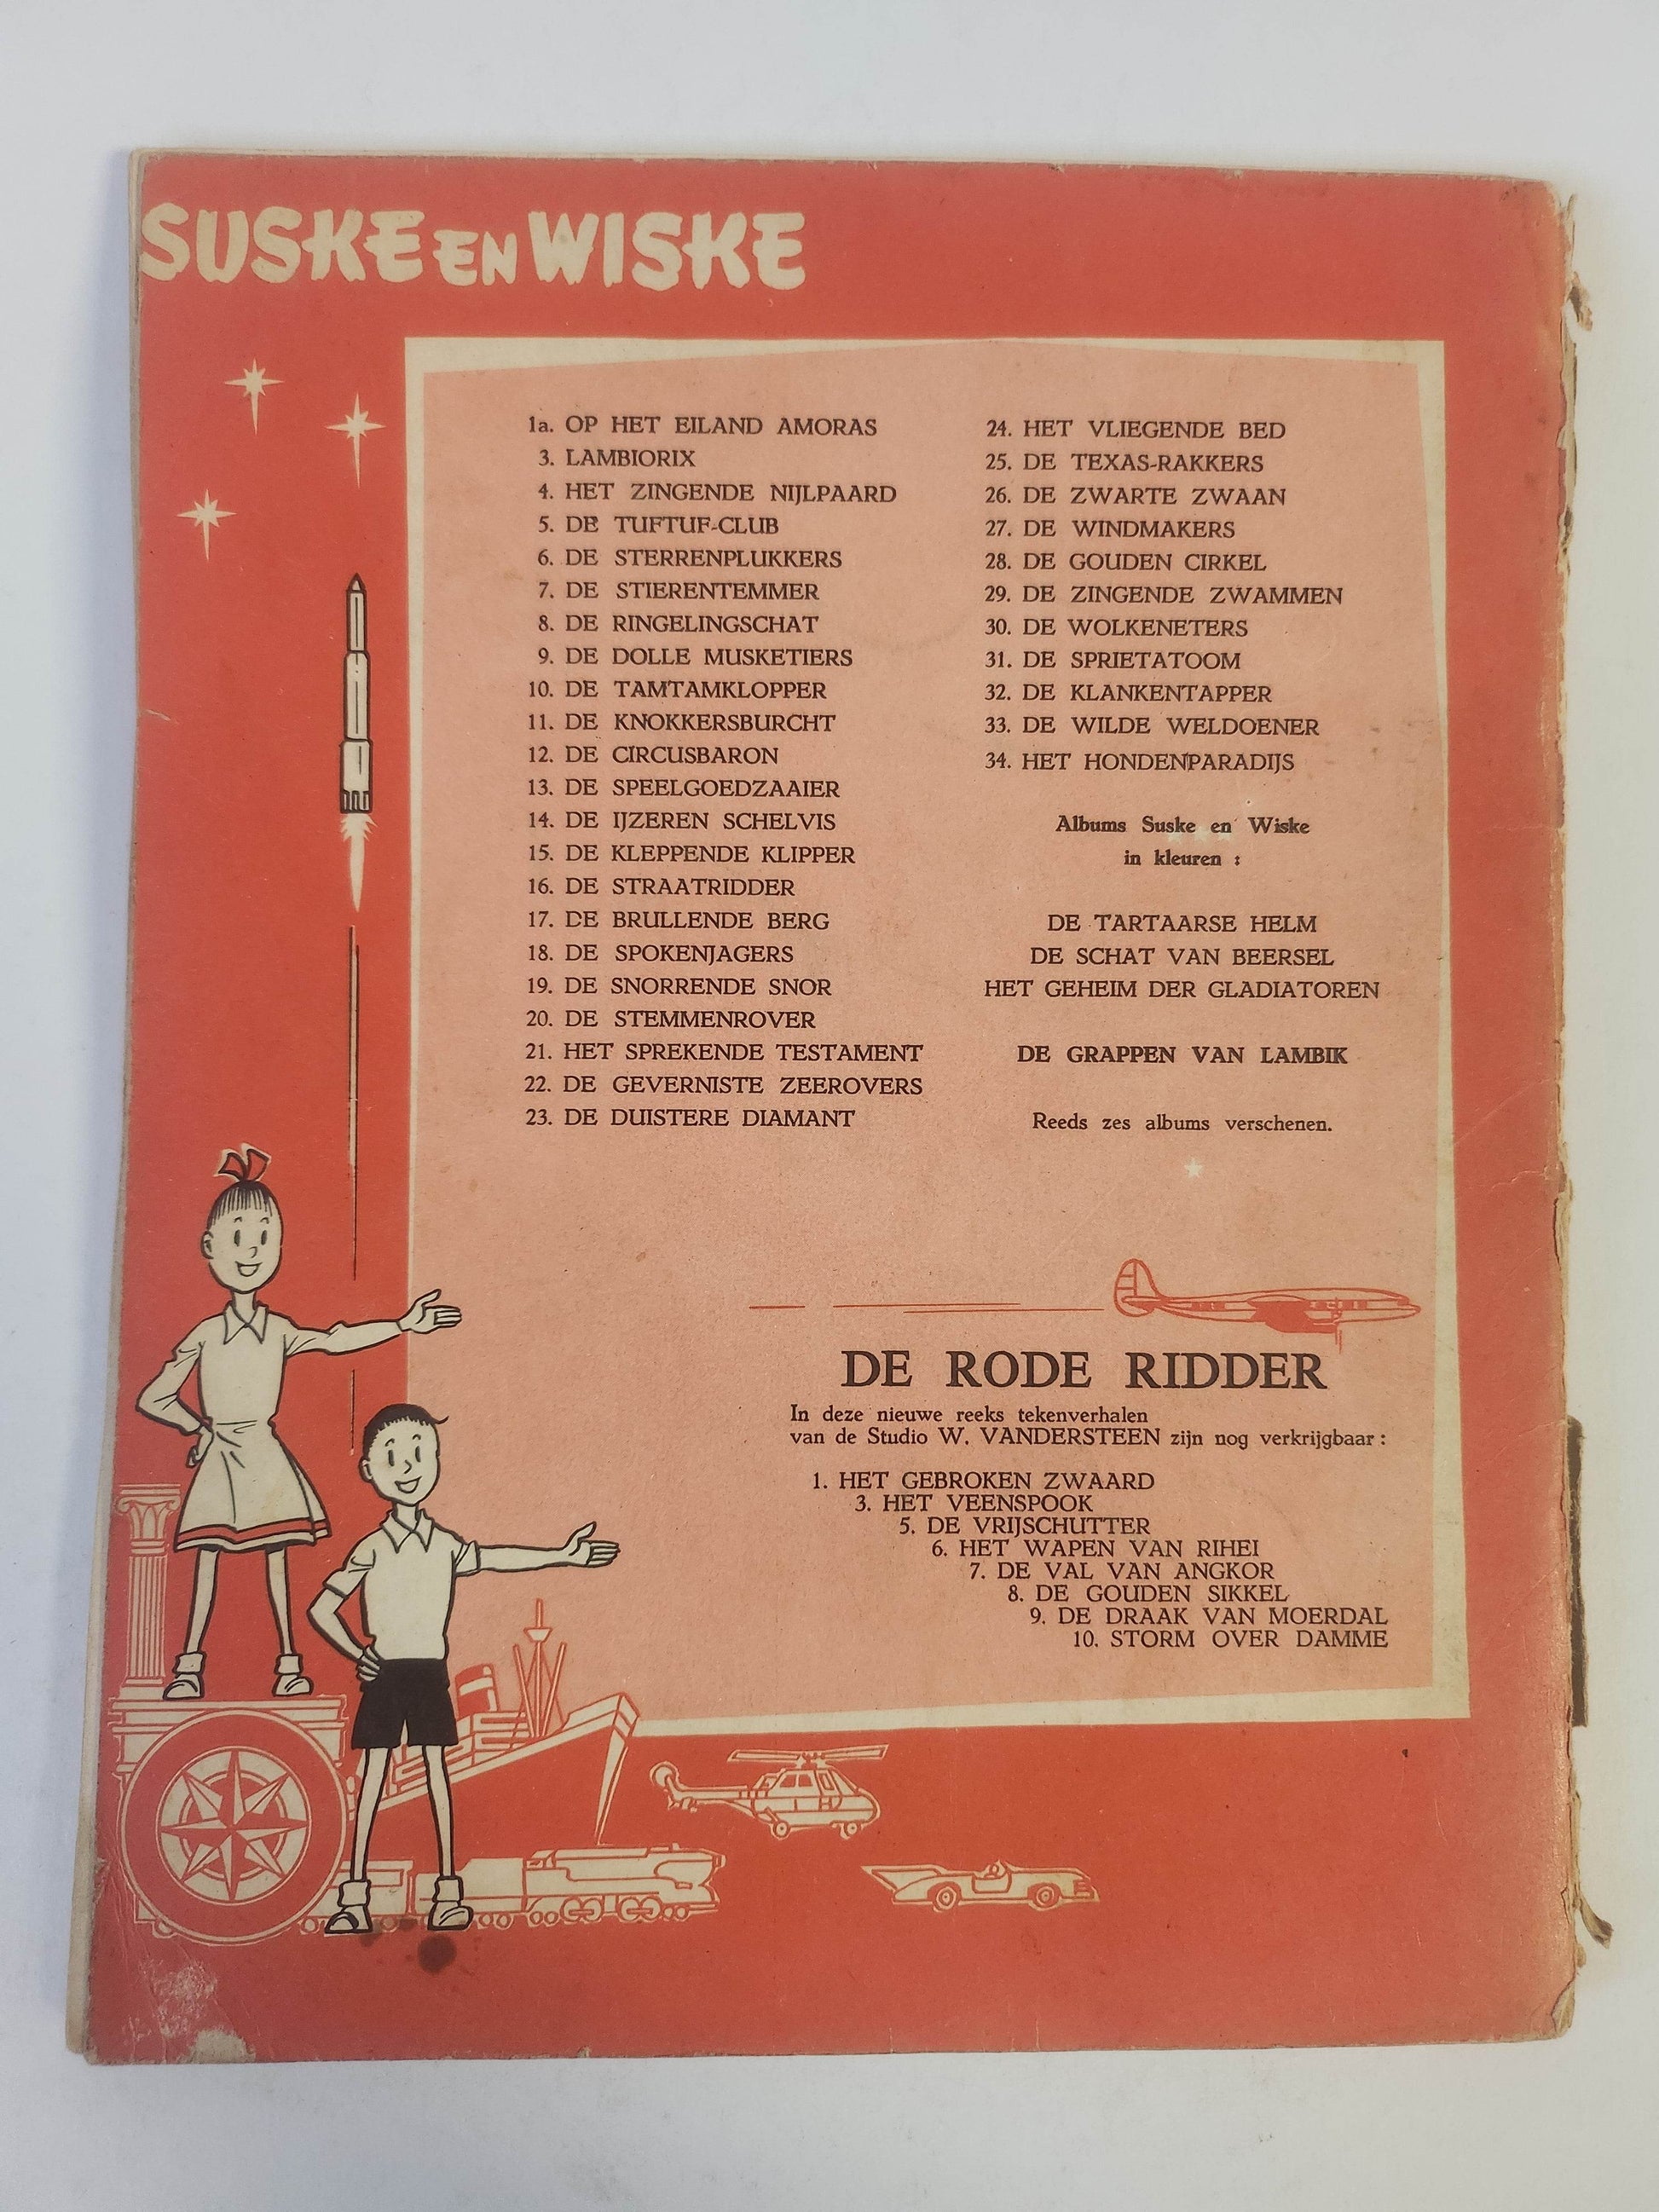 SUSKE EN WISKE
1a. OP HET EILAND AMORAS
3. LAMBIORIX
4. HET ZINGENDE NIJLPAARD
5. DE TUFTUF-CLUB
6. DE STERRENPLUKKERS
7. DE STIERENTEMMER
8. DE RINGELINGSCHAT
9. DE DOLLE MUSKETIERS
10. DE TAMTAMKLOPPER
11. DE KNOKKERSBURCHT
12. DE CIRCUSBARON
13. DE SPEELGOEDZAAIER
14. DE IJZEREN SCHELVIS
15. DE KLEPPENDE KLIPPER
16. DE STRAATRIDDER
17. DE BRULLENDE BERG
18. DE SPOKENJAGERS
19. DE SNORRENDE SNOR
20. DE STEMMENROVER
21. HET SPREKENDE TESTAMENT
22. DE GEVERNISTE ZEEROVERS
23. DE DUISTERE DIAMANT
24. HET VLIEGENDE BED
25. DE TEXAS-RAKKERS
26. DE ZWARTE ZWAAN
27. DE WINDMAKERS
28. DE GOUDEN CIRKEL
29. DE ZINGENDE ZWAMMEN
30. DE WOLKENETERS
31. DE SPRIETATOOM
32. DE KLANKENTAPPER
33. DE WILDE WELDOENER
34. HET HONDENPARADIJS
Albums Suske en Wiske
in kleuren :
DE TARTAARSE HELM
DE SCHAT VAN BEERSEL
HET GEHEIM DER GLADIATOREN
DE GRAPPEN VAN LAMBIK
Reeds zes albums verschenen.
DE RODE RIDDER
In deze nieuwe reeks tekenverhalen
van de Studio W. VANDERSTEEN zijn nog verkrijgbaar :
1. HET GEBROKEN ZWAARD
3. HET VEENSPOOK
5. DE VRIJSCHUTTER
6. HET WAPEN VAN RIHEI
7. DE VAL VAN ANGKOR
8. DE GOUDEN SIKKEL
9. DE DRAAK VAN MOERDAL
10. STORM OVER DAMME